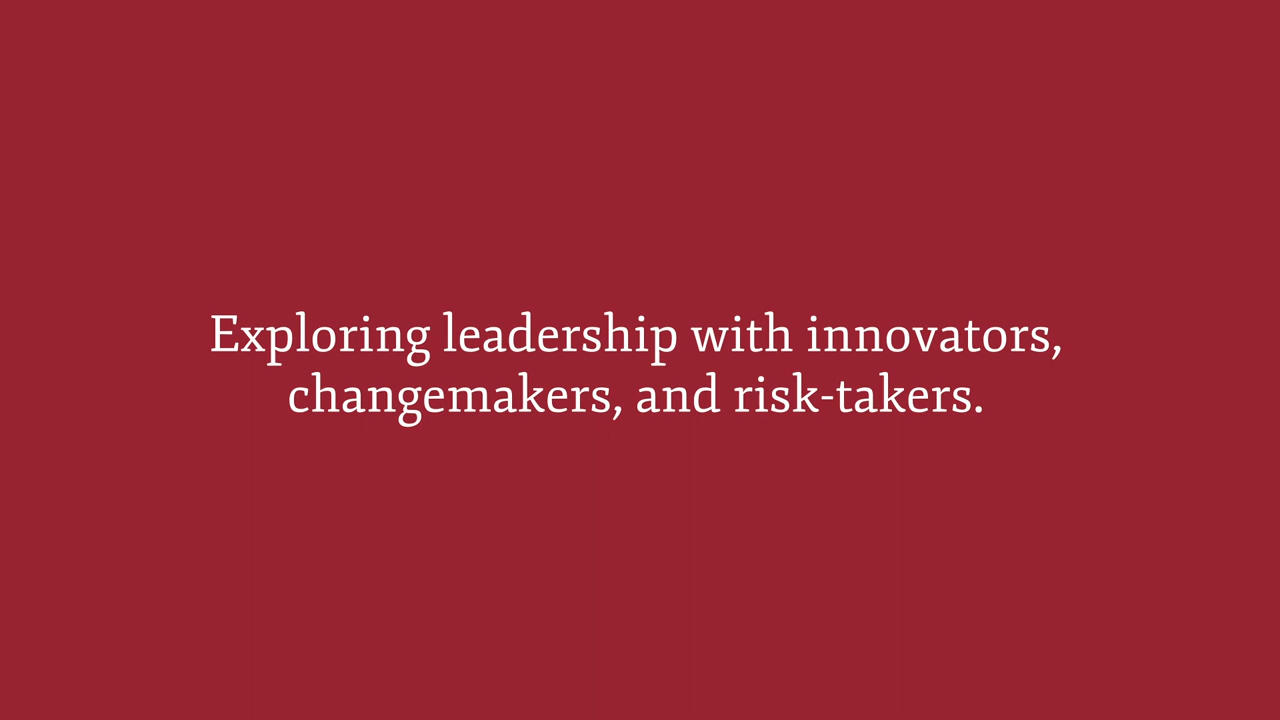 Exploring leadership with innovators,
changemakers, and risk-takers.